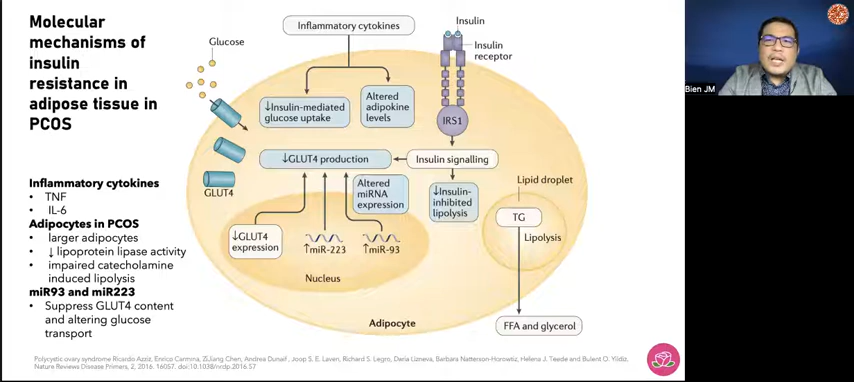 Molecular
mechanisms of
insulin
resistance in
adipose tissue in
PCOS
Inflammatory cytokines
• TNF
• IL-6
Adipocytes in PCOS
• larger adipocytes
• ↓ lipoprotein lipase activity
• impaired catecholamine
induced lipolysis
miR93 and miR223
• Suppress GLUT4 content
and altering glucose
transport
Inflammatory cytokines
Insulin
Insulin
receptor
Glucose
↓Insulin-mediated
glucose uptake
Altered
adipokine
levels
IRS1
↓GLUT4 production
Insulin signalling
GLUT4
Altered
miRNA
expression
↓Insulin-
inhibited
lipolysis
Lipid droplet
TG
Lipolysis
↓GLUT4
expression
↑miR-223
↑miR-93
Nucleus
Adipocyte
FFA and glycerol
Polycystic ovary syndrome Ricardo Azziz, Enrico Carmina, ZiJiang Chen, Andrea Dunaif, Joop S. E. Laven, Richard S. Legro, Daria Lizneva, Barbara Natterson-Horowitz, Helena J. Teede and Bulent O. Yildiz,
Nature Reviews Disease Primers, 2, 2016. 16057. doi:10.1038/nrdp.2016.57
Bien JM